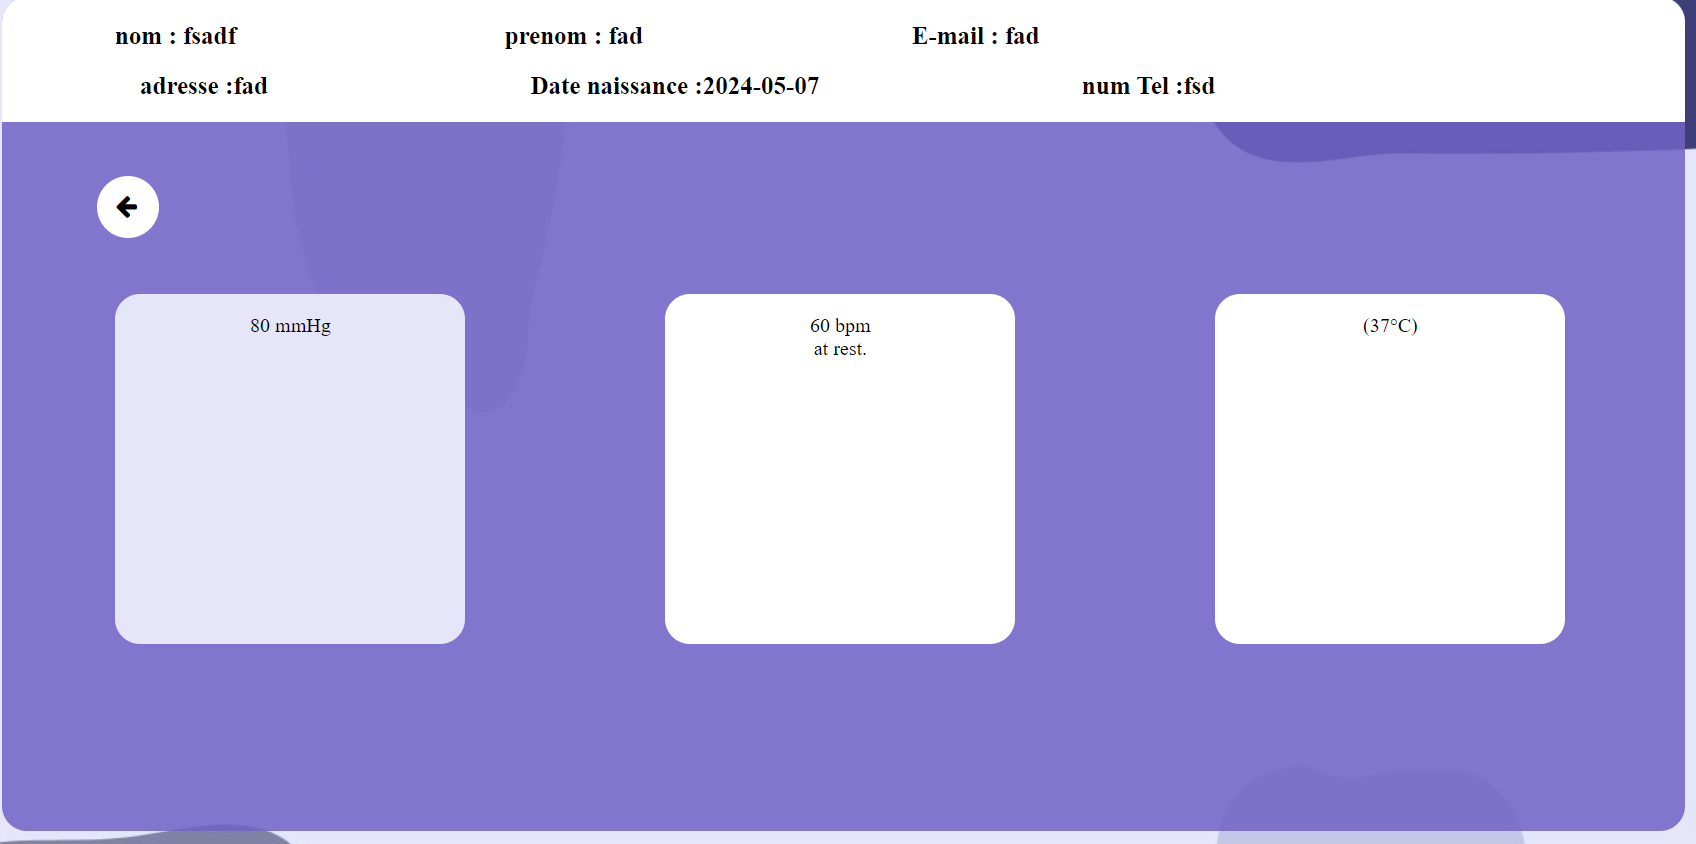 nom : fsadf prenom : fad E-mail : fad
adresse :fad Date naissance :2024-05-07 num Tel :fsd
80 mmHg
60 bpm
at rest.
(37°C)